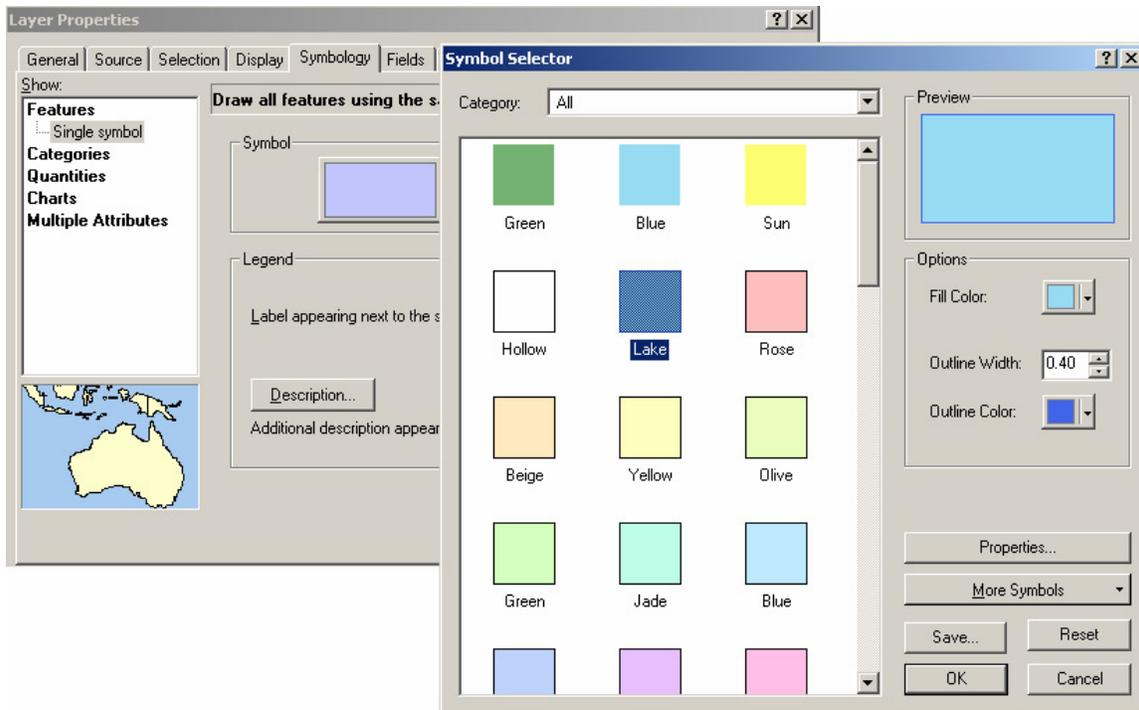 Layer Properties
General Source Selection Display Symbology Fields
Show:
Features
Single symbol
Categories
Quantities
Charts
Multiple Attributes
Draw all features using the s
Symbol
Legend
Label appearing next to the s
Description...
Additional description appear
Symbol Selector
Category: All
Green Blue Sun
Hollow Lake Rose
Beige Yellow Olive
Green Jade Blue
Preview
Options
Fill Color:
Outline Width: 0.40
Outline Color:
Properties...
More Symbols
Save... Reset
OK Cancel